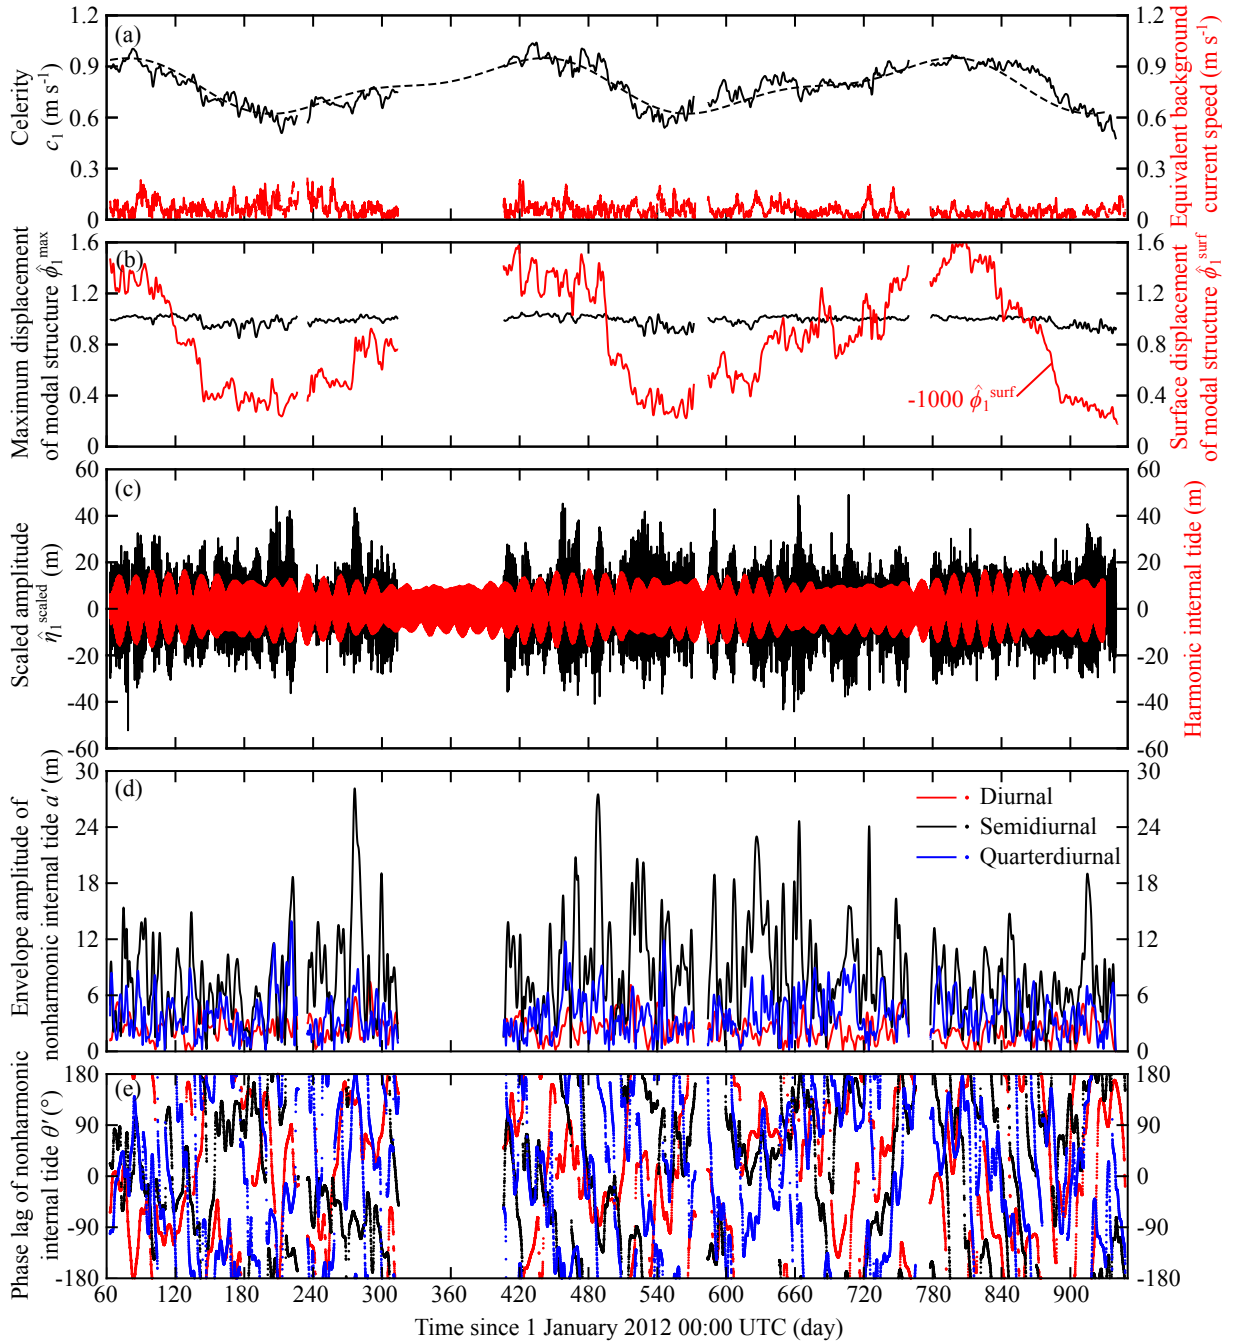 (a)
Celerity
c₁ (m s⁻¹)
1.2
0.9
0.6
0.3
0
1.2
0.9
0.6
0.3
0
Equivalent background
current speed (m s⁻¹)
(b)
Maximum displacement
of modal structure ϕ̂₁ᵐᵃˣ
1.6
1.2
0.8
0.4
0
-1000 ϕ̂₁ˢᵘʳᶠ
1.6
1.2
0.8
0.4
0
Surface displacement
of modal structure ϕ̂₁ˢᵘʳᶠ
(c)
Scaled amplitude
η̂₁ˢᶜᵃˡᵉᵈ (m)
60
40
20
0
-20
-40
-60
60
40
20
0
-20
-40
-60
Harmonic internal tide (m)
(d)
Envelope amplitude of
nonharmonic internal tide a′ (m)
30
24
18
12
6
0
Diurnal
Semidiurnal
Quarterdiurnal
30
24
18
12
6
0
(e)
Phase lag of nonharmonic
internal tide θ′ (°)
180
90
0
-90
-180
180
90
0
-90
-180
60 120 180 240 300 360 420 480 540 600 660 720 780 840 900
Time since 1 January 2012 00:00 UTC (day)